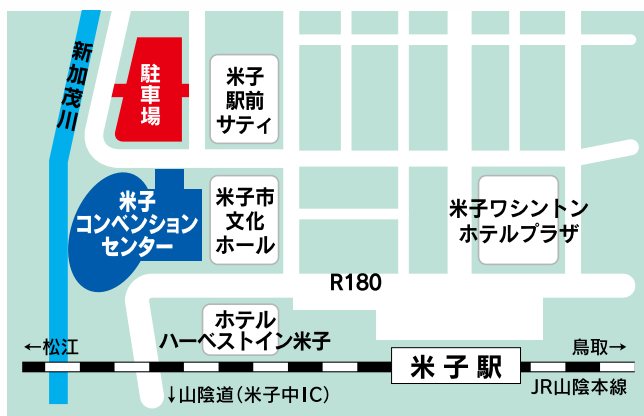 新加茂川
駐車場
米子
駅前
サティ
米子
コンベンション
センター
米子市
文化
ホール
米子ワシントン
ホテルプラザ
R180
ホテル
ハーベストイン米子
←松江
米子駅
鳥取→
↓山陰道(米子中IC)
JR山陰本線